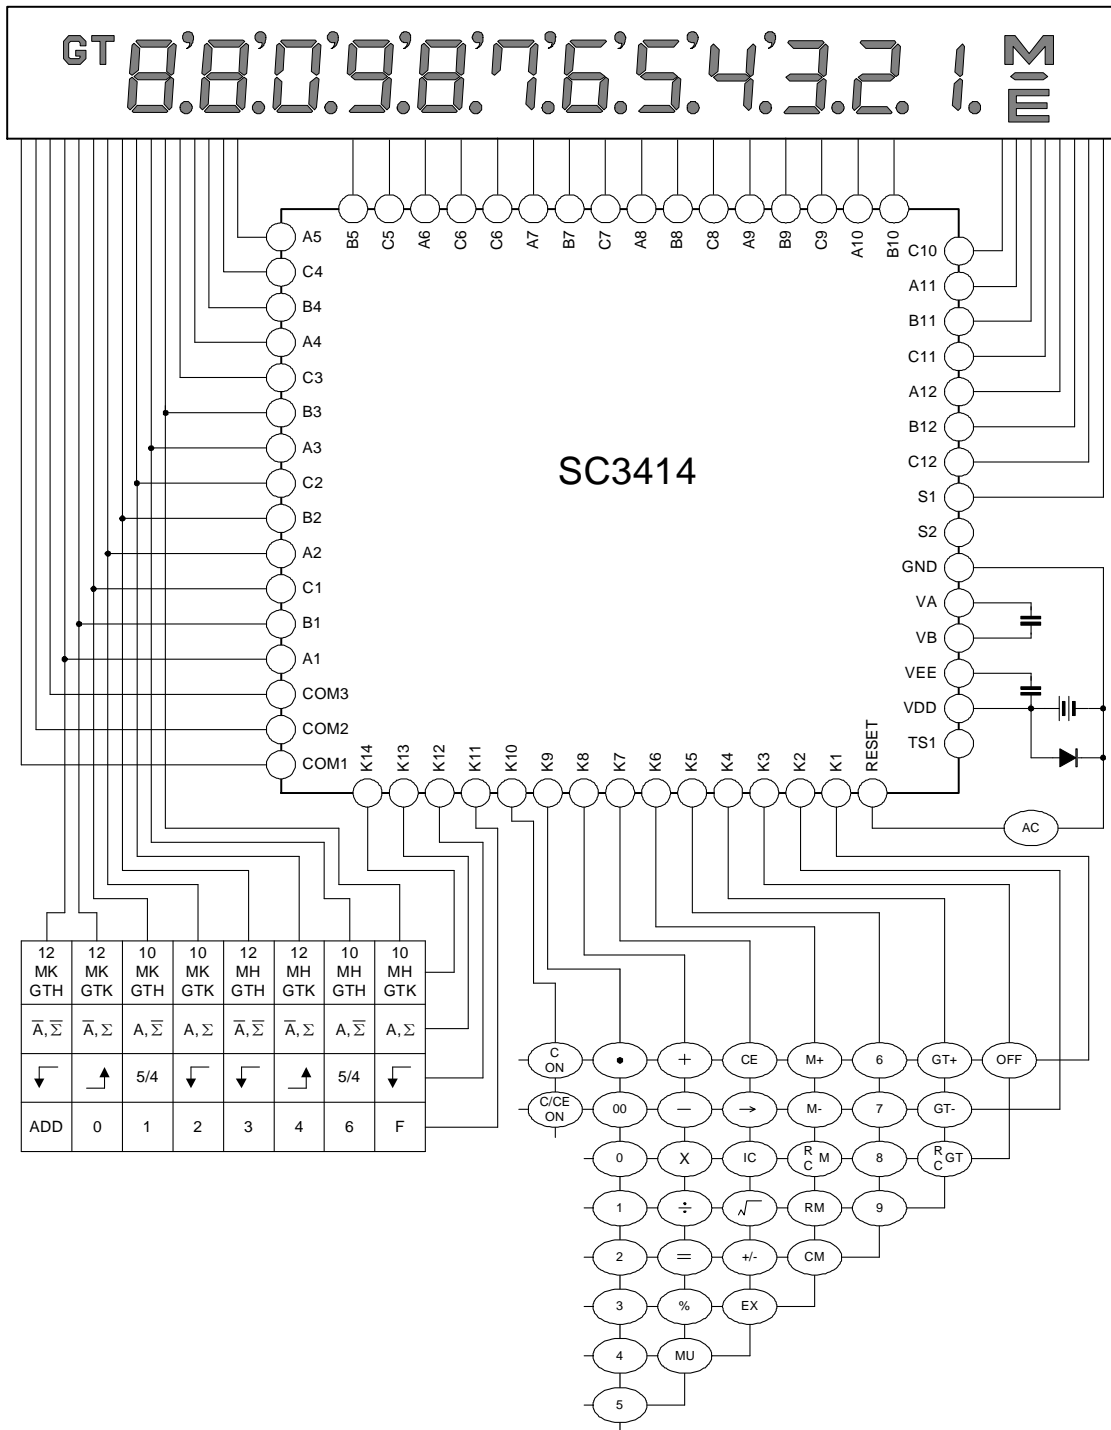 GT 8.'8.'0.'9.'8.'7.'6.'5.'4.'3.2.1. M
E
B5 C5 A6 C6 C6 A7 B7 C7 A8 B8 C8 A9 B9 C9 A10 B10
A5
C4
B4
A4
C3
B3
A3
C2
B2
A2
C1
B1
A1
COM3
COM2
COM1
SC3414
C10
A11
B11
C11
A12
B12
C12
S1
S2
GND
VA
VB
VEE
VDD
TS1
K14 K13 K12 K11 K10 K9 K8 K7 K6 K5 K4 K3 K2 K1 RESET
AC
12 12 10 10 12 12 10 10
MK MK MK MK MH MH MH MH
GTH GTK GTH GTK GTH GTK GTH GTK
A̅, Σ̅ A̅, Σ A, Σ̅ A, Σ A̅, Σ̅ A̅, Σ A, Σ̅ A, Σ
5/4 5/4
ADD 0 1 2 3 4 6 F
C ON • + CE M+ 6 GT+ OFF
C/CE ON 00 — → M- 7 GT-
0 X IC R C M 8 R C GT
1 ÷ √ RM 9
2 = +/- CM
3 % EX
4 MU
5